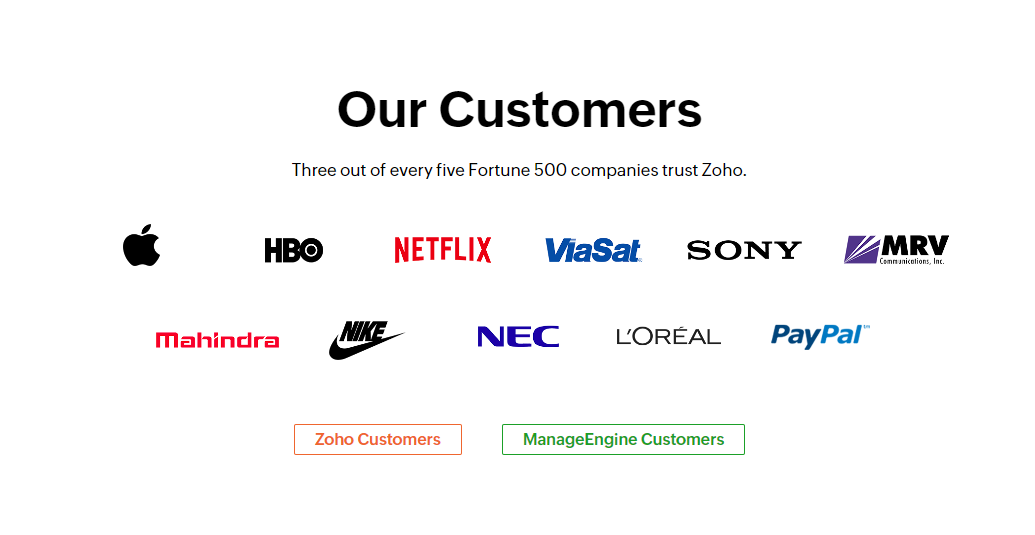 Our Customers
Three out of every five Fortune 500 companies trust Zoho.
HBO NETFLIX ViaSat SONY MRV
Communications, Inc.
Mahindra NIKE NEC L'ORÉAL PayPal™
Zoho Customers ManageEngine Customers